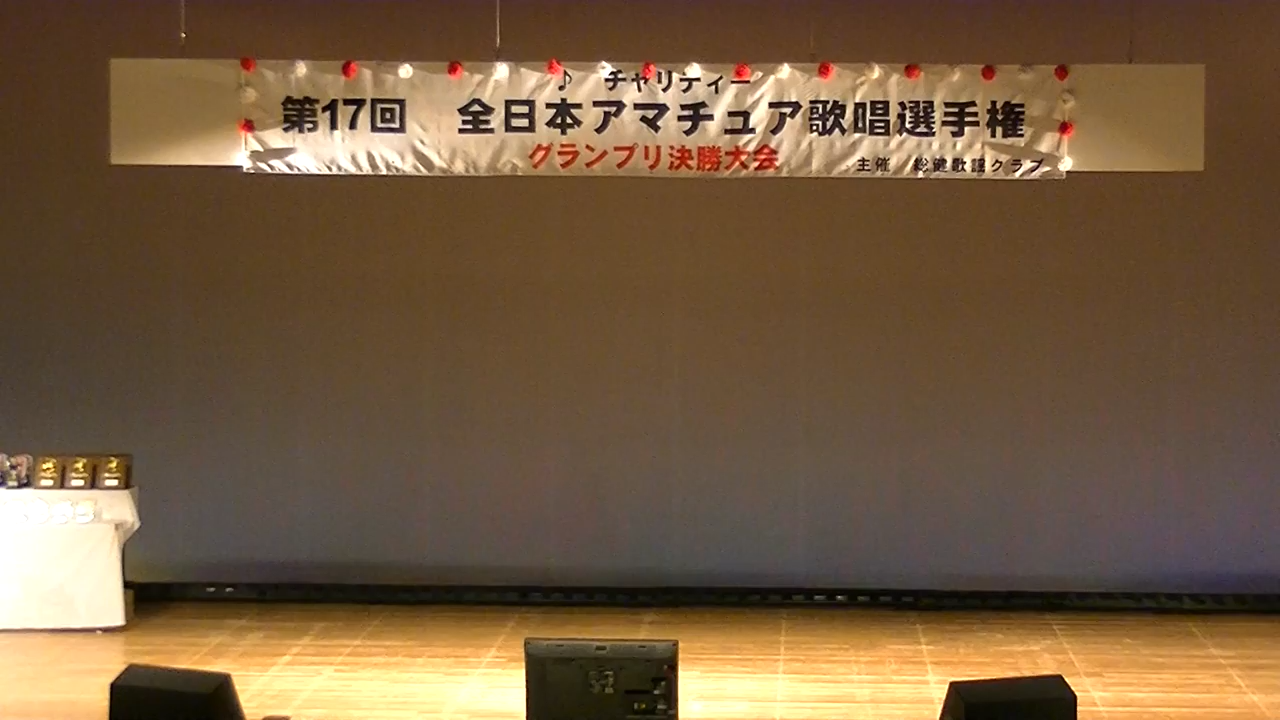 ♪ チャリティー
第17回 全日本アマチュア歌唱選手権
グランプリ決勝大会
主催 総健歌謡クラブ